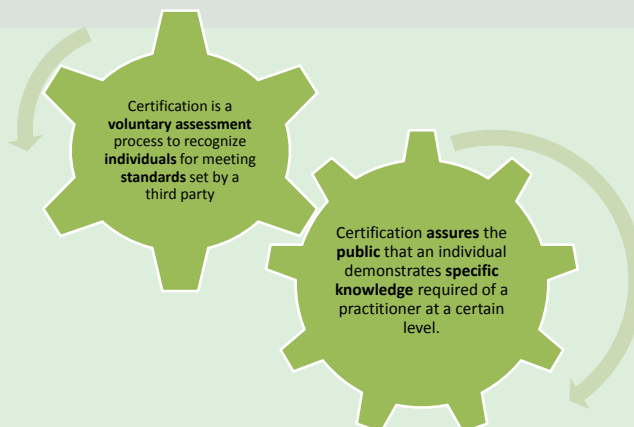 Certification is a
voluntary assessment
process to recognize
individuals for meeting
standards set by a
third party
Certification assures the
public that an individual
demonstrates specific
knowledge required of a
practitioner at a certain
level.